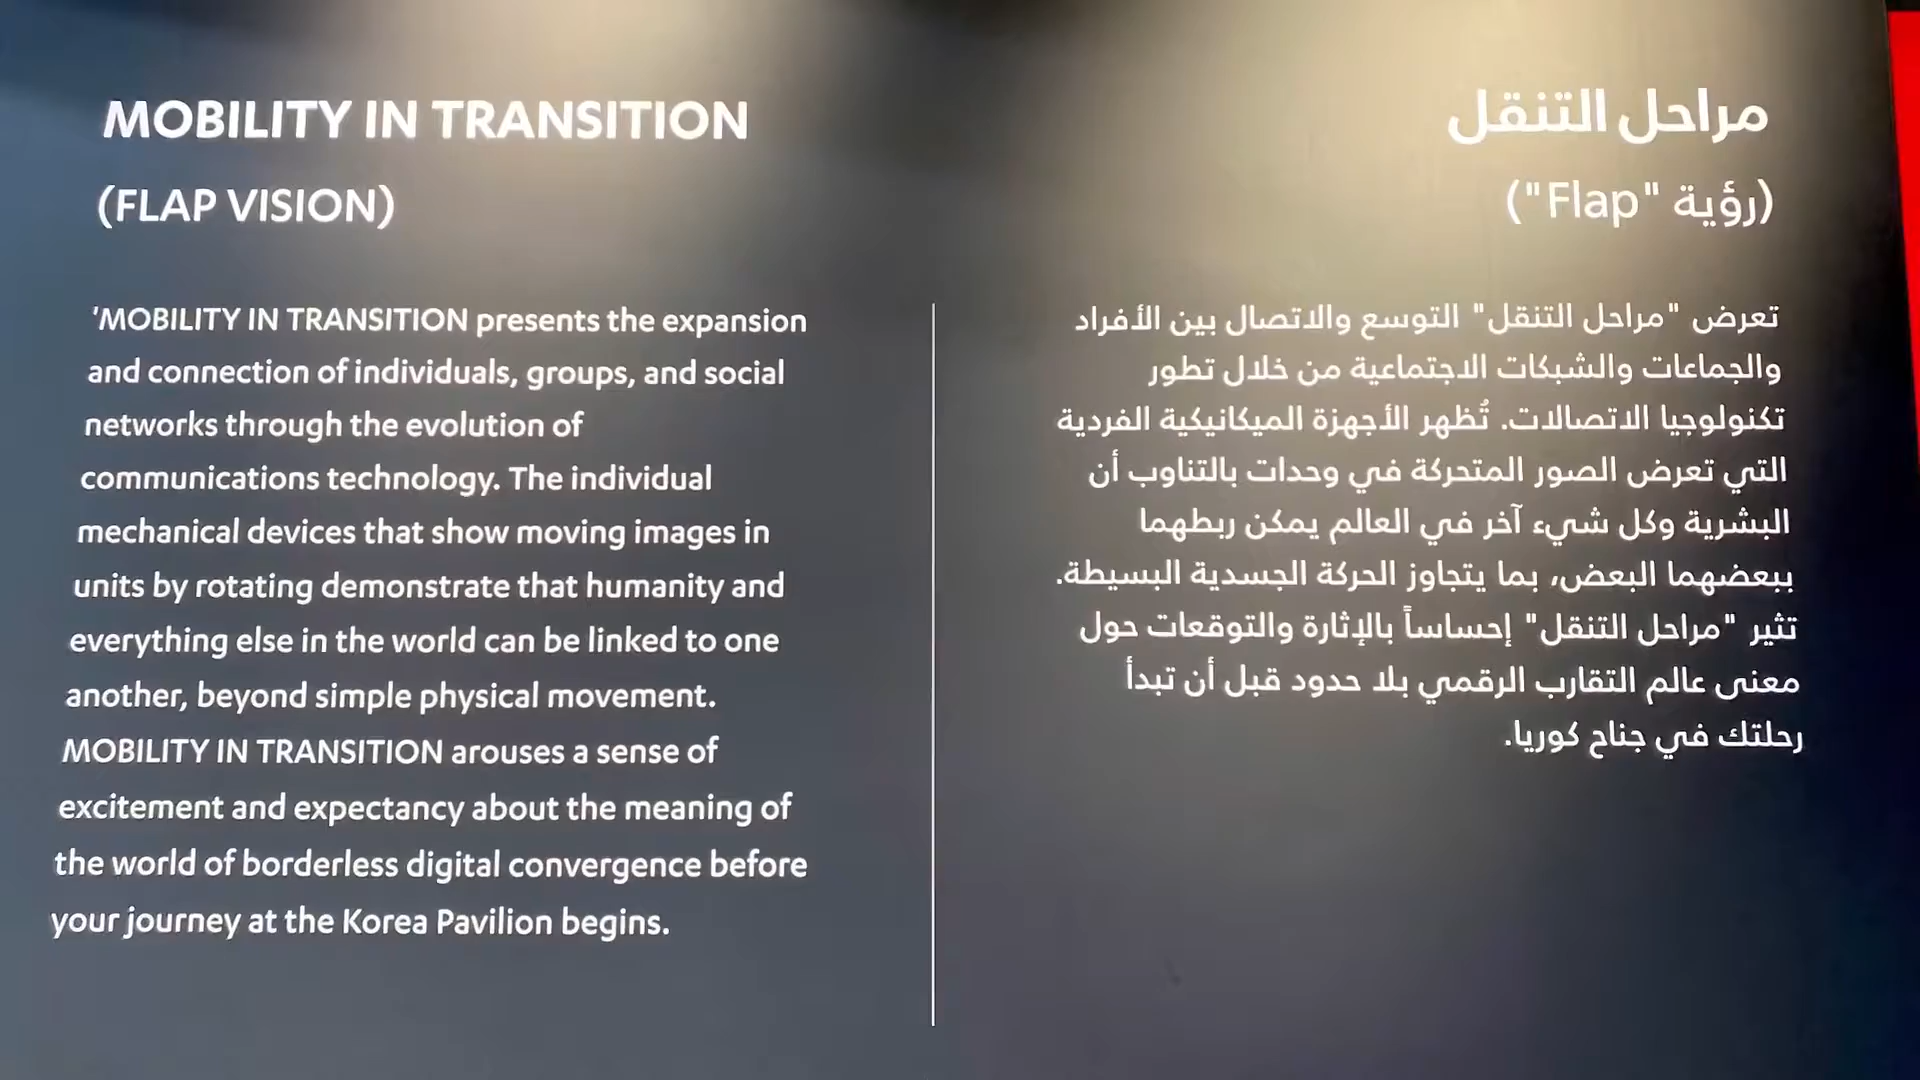 MOBILITY IN TRANSITION
(FLAP VISION)
'MOBILITY IN TRANSITION presents the expansion
and connection of individuals, groups, and social
networks through the evolution of
communications technology. The individual
mechanical devices that show moving images in
units by rotating demonstrate that humanity and
everything else in the world can be linked to one
another, beyond simple physical movement.
MOBILITY IN TRANSITION arouses a sense of
excitement and expectancy about the meaning of
the world of borderless digital convergence before
your journey at the Korea Pavilion begins.
مراحل التنقل
(رؤية "Flap")
تعرض "مراحل التنقل" التوسع والاتصال بين الأفراد
والجماعات والشبكات الاجتماعية من خلال تطور
تكنولوجيا الاتصالات. تُظهر الأجهزة الميكانيكية الفردية
التي تعرض الصور المتحركة في وحدات بالتناوب أن
البشرية وكل شيء آخر في العالم يمكن ربطهما
ببعضهما البعض، بما يتجاوز الحركة الجسدية البسيطة.
تثير "مراحل التنقل" إحساساً بالإثارة والتوقعات حول
معنى عالم التقارب الرقمي بلا حدود قبل أن تبدأ
رحلتك في جناح كوريا.